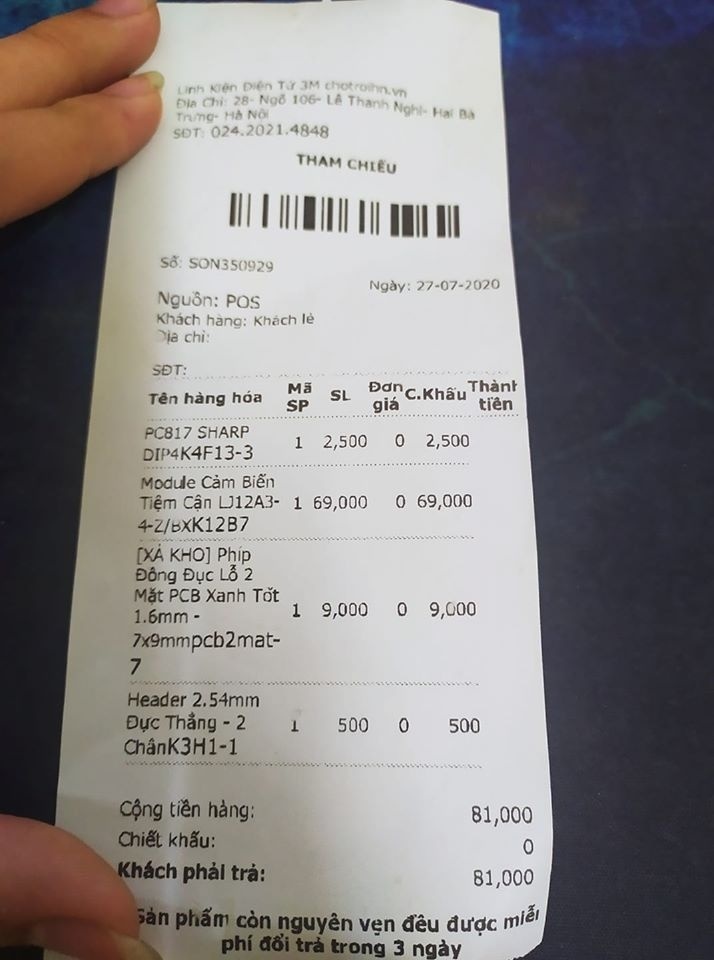 Linh Kiện Điện Tử 3M chotroihn.vn
Địa Chỉ: 28- Ngõ 106- Lê Thanh Nghị- Hai Bà
Trưng- Hà Nội
SĐT: 024.2021.4848
THAM CHIẾU
Số: SON350929
Ngày: 27-07-2020
Nguồn: POS
Khách hàng: Khách lẻ
Địa chỉ:
SĐT:
Tên hàng hóa Mã SP SL Đơn giá C.Khấu Thành tiền
PC817 SHARP
DIP4K4F13-3 1 2,500 0 2,500
Module Cảm Biến
Tiệm Cận LJ12A3- 1 69,000 0 69,000
4-Z/BXK12B7
[XẢ KHO] Phíp
Đồng Đục Lỗ 2
Mặt PCB Xanh Tốt
1.6mm - 1 9,000 0 9,000
7x9mmpcb2mat-
7
Header 2.54mm
Đực Thẳng - 2 1 500 0 500
ChânK3H1-1
Cộng tiền hàng: 81,000
Chiết khấu: 0
Khách phải trả: 81,000
Sản phẩm còn nguyên vẹn đều được miễn
phí đổi trả trong 3 ngày